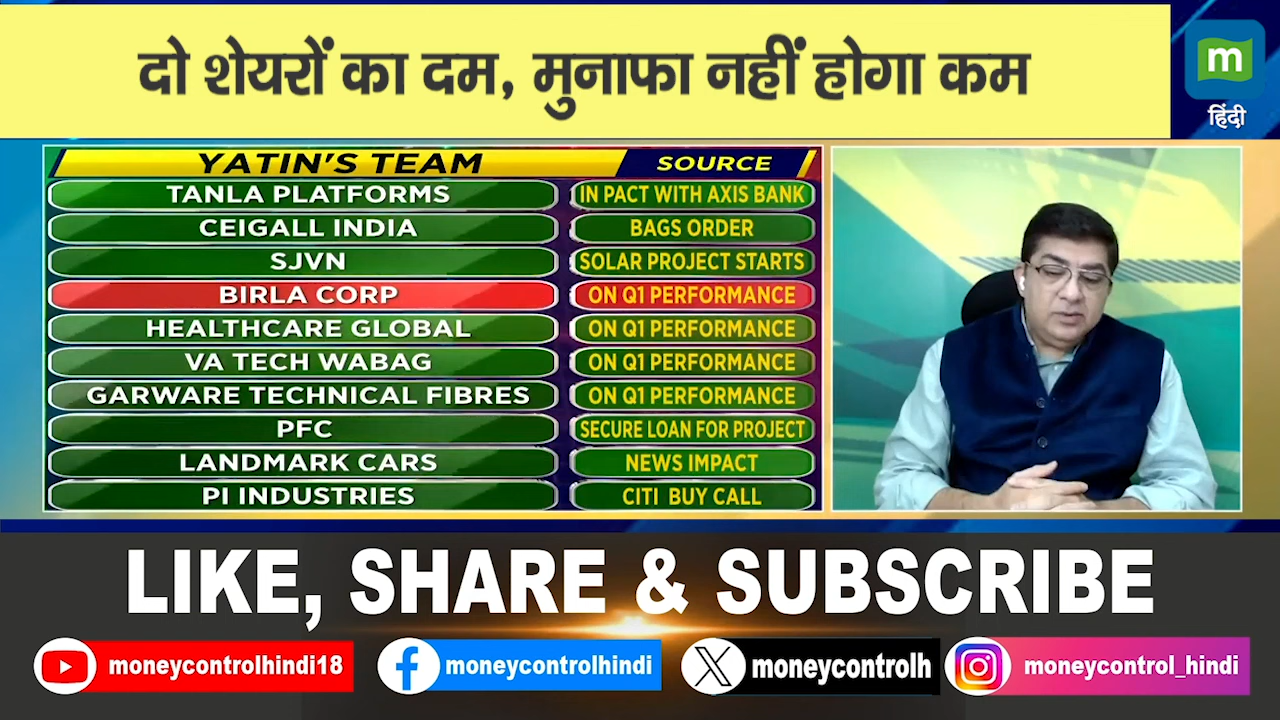 दो शेयरों का दम, मुनाफा नहीं होगा कम
m
हिंदी
YATIN'S TEAM SOURCE
TANLA PLATFORMS IN PACT WITH AXIS BANK
CEIGALL INDIA BAGS ORDER
SJVN SOLAR PROJECT STARTS
BIRLA CORP ON Q1 PERFORMANCE
HEALTHCARE GLOBAL ON Q1 PERFORMANCE
VA TECH WABAG ON Q1 PERFORMANCE
GARWARE TECHNICAL FIBRES ON Q1 PERFORMANCE
PFC SECURE LOAN FOR PROJECT
LANDMARK CARS NEWS IMPACT
PI INDUSTRIES CITI BUY CALL
LIKE, SHARE & SUBSCRIBE
moneycontrolhindi18 moneycontrolhindi moneycontrolh moneycontrol_hindi